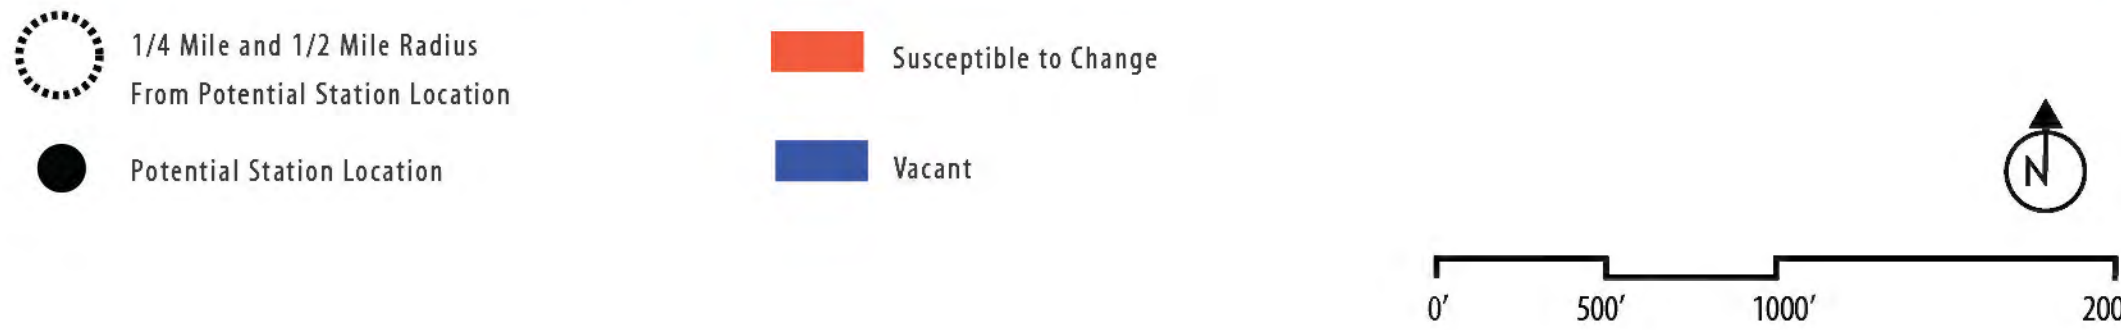 1/4 Mile and 1/2 Mile Radius
From Potential Station Location
Potential Station Location
Susceptible to Change
Vacant
N
0′ 500′ 1000′ 200